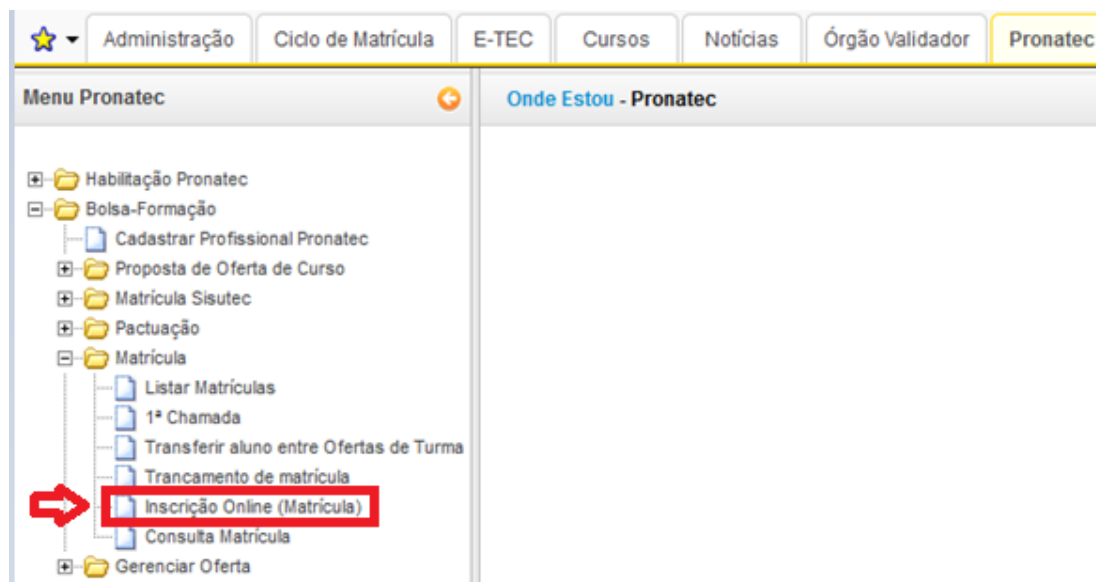 Administração Ciclo de Matrícula E-TEC Cursos Notícias Órgão Validador Pronatec
Menu Pronatec
Onde Estou - Pronatec
Habilitação Pronatec
Bolsa-Formação
Cadastrar Profissional Pronatec
Proposta de Oferta de Curso
Matrícula Sisutec
Pactuação
Matrícula
Listar Matrículas
1ª Chamada
Transferir aluno entre Ofertas de Turma
Trancamento de matrícula
Inscrição Online (Matrícula)
Consulta Matrícula
Gerenciar Oferta